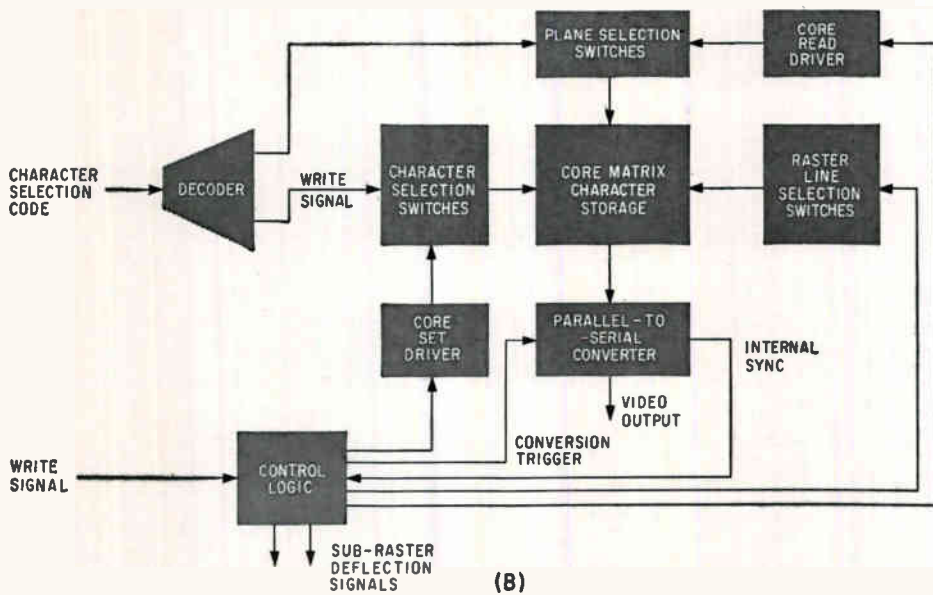 PLANE SELECTION
SWITCHES
CORE
READ
DRIVER
CHARACTER
SELECTION
CODE
DECODER
WRITE
SIGNAL
CHARACTER
SELECTION
SWITCHES
CORE MATRIX
CHARACTER
STORAGE
RASTER
LINE
SELECTION
SWITCHES
CORE
SET
DRIVER
PARALLEL-TO
-SERIAL
CONVERTER
INTERNAL
SYNC
VIDEO
OUTPUT
CONVERSION
TRIGGER
WRITE
SIGNAL
CONTROL
LOGIC
SUB-RASTER
DEFLECTION
SIGNALS
(B)